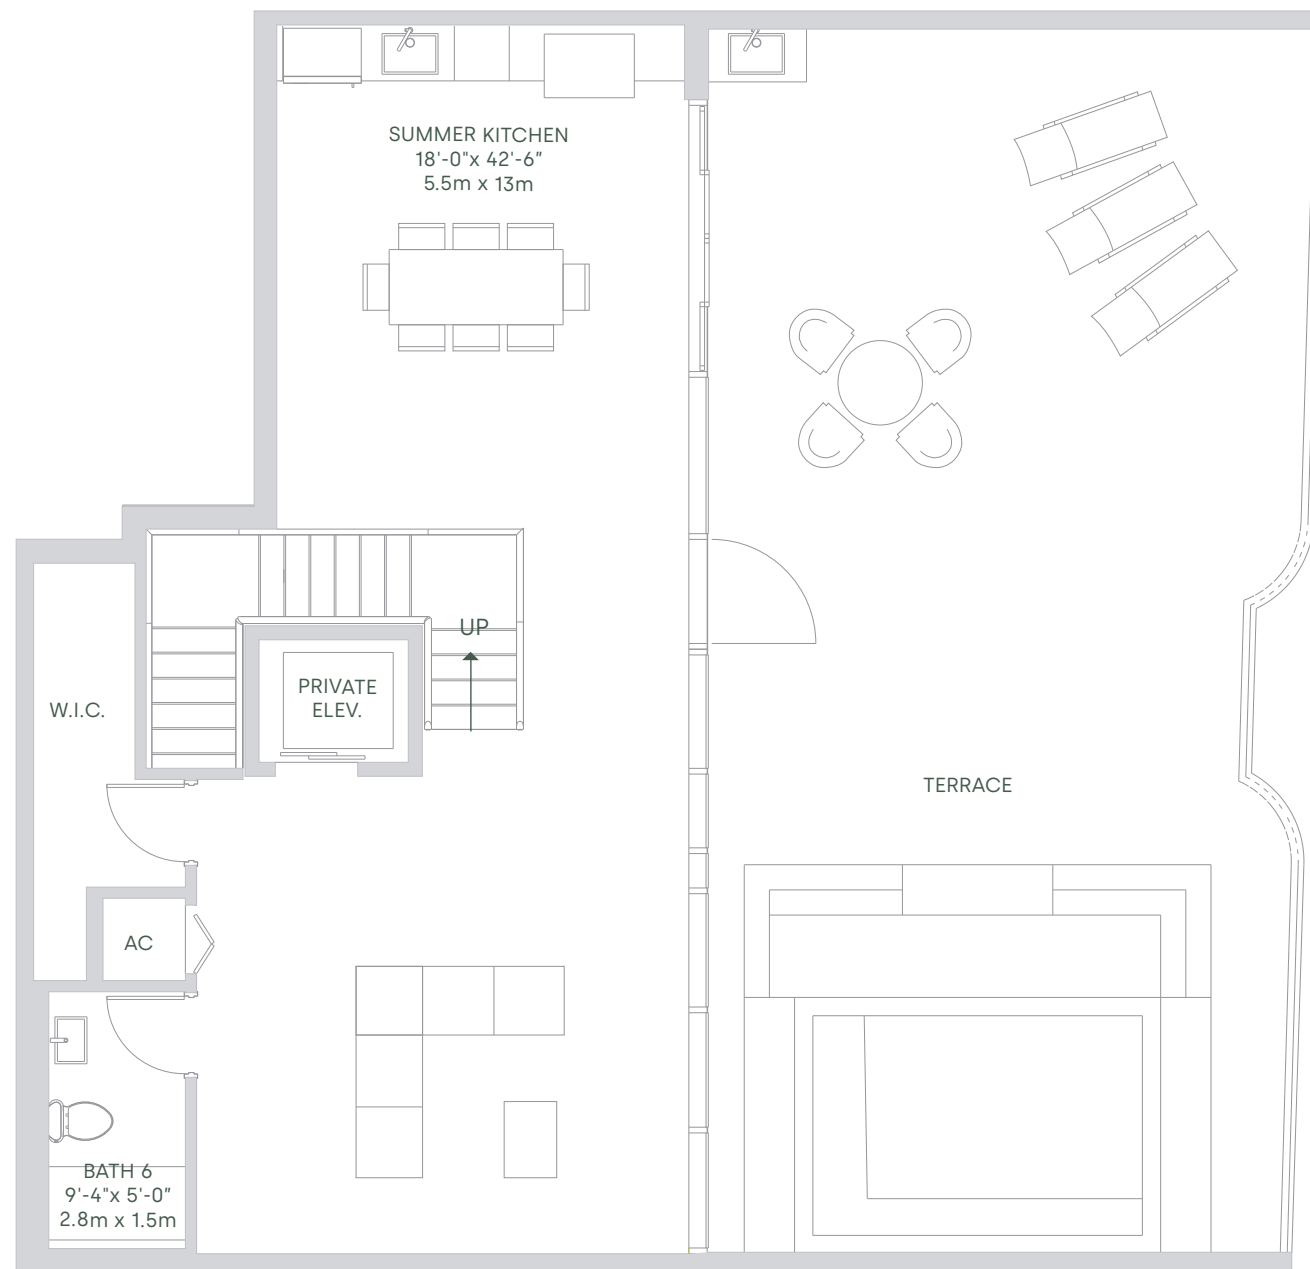 SUMMER KITCHEN
18'-0"x 42'-6"
5.5m x 13m
UP
PRIVATE
ELEV.
W.I.C.
TERRACE
AC
BATH 6
9'-4"x 5'-0"
2.8m x 1.5m